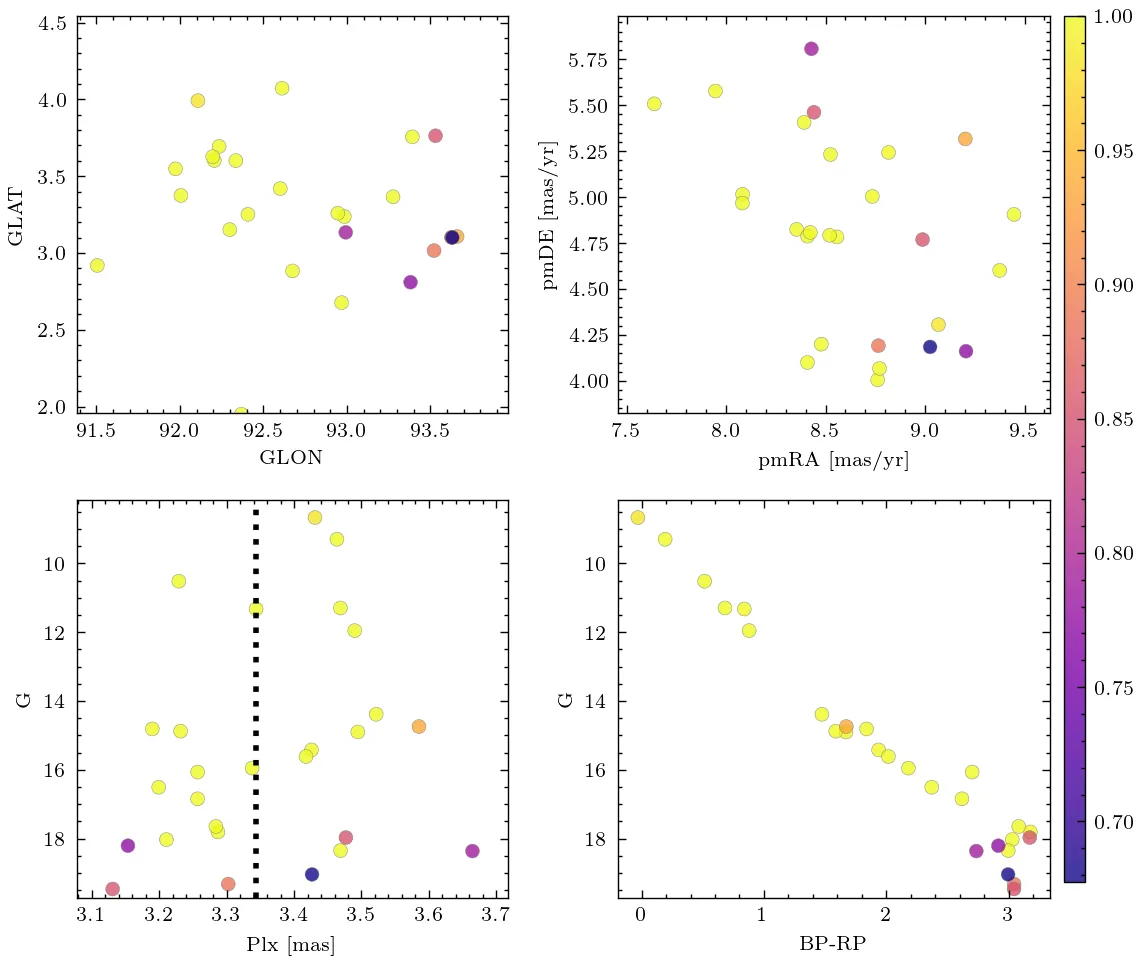 4.5
4.0
3.5
3.0
2.5
2.0
GLAT
91.5 92.0 92.5 93.0 93.5
GLON
5.75
5.50
5.25
5.00
4.75
4.50
4.25
4.00
pmDE [mas/yr]
7.5 8.0 8.5 9.0 9.5
pmRA [mas/yr]
10
12
14
16
18
G
3.1 3.2 3.3 3.4 3.5 3.6 3.7
Plx [mas]
10
12
14
16
18
G
0 1 2 3
BP-RP
1.00
0.95
0.90
0.85
0.80
0.75
0.70